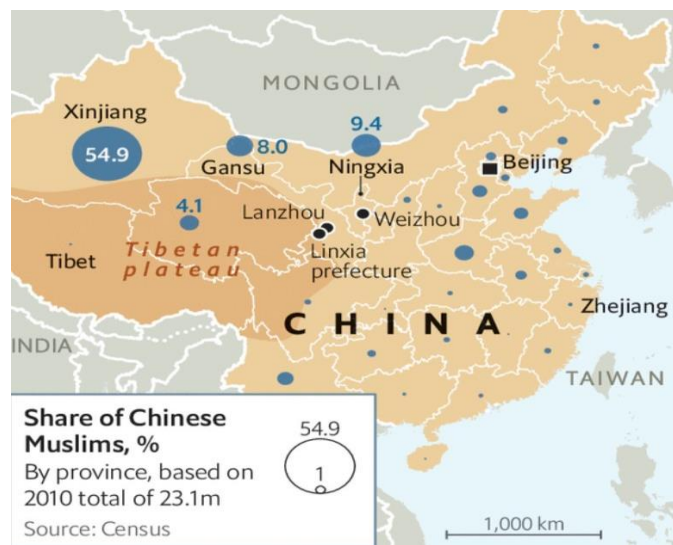 MONGOLIA
Xinjiang
54.9
8.0
Gansu
9.4
Ningxia
Beijing
4.1
Lanzhou
Weizhou
Linxia
prefecture
Tibetan
plateau
Tibet
CHINA
Zhejiang
INDIA
TAIWAN
Share of Chinese
Muslims, %
By province, based on
2010 total of 23.1m
Source: Census
54.9
1
1,000 km